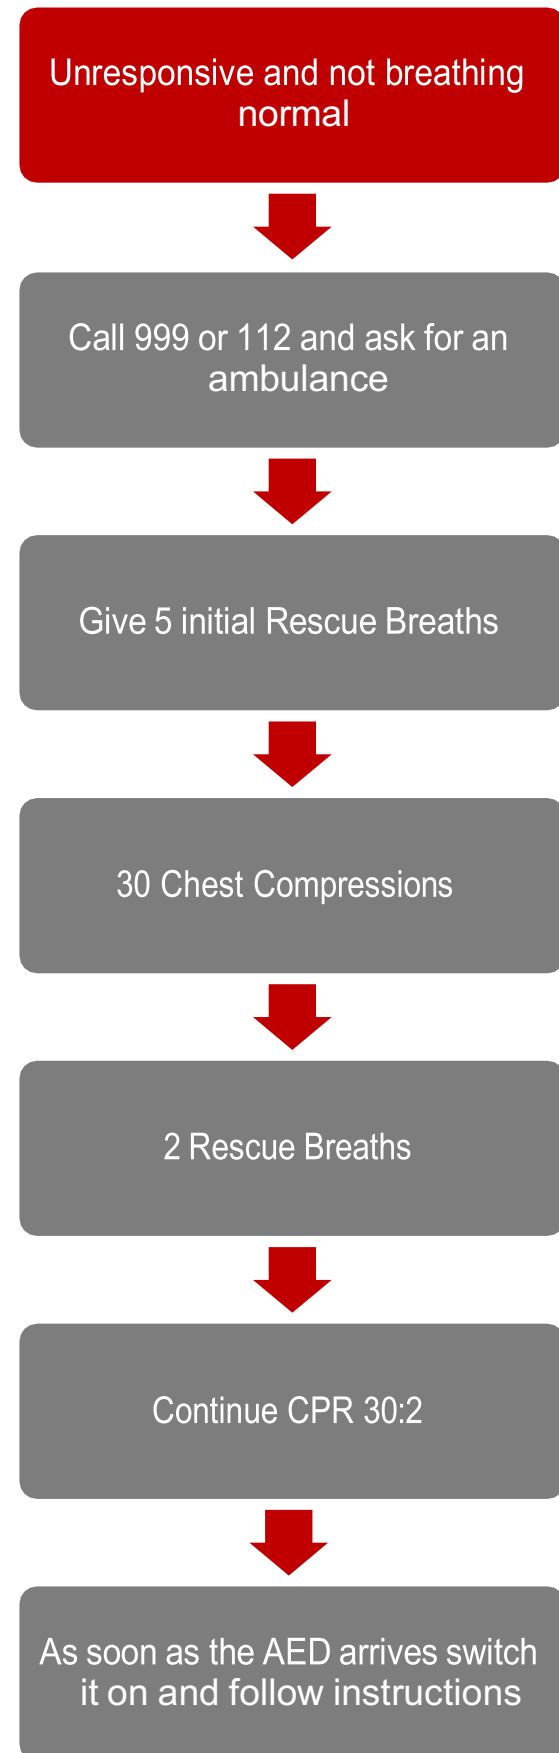 Unresponsive and not breathing
normal
Call 999 or 112 and ask for an
ambulance
Give 5 initial Rescue Breaths
30 Chest Compressions
2 Rescue Breaths
Continue CPR 30:2
As soon as the AED arrives switch
it on and follow instructions